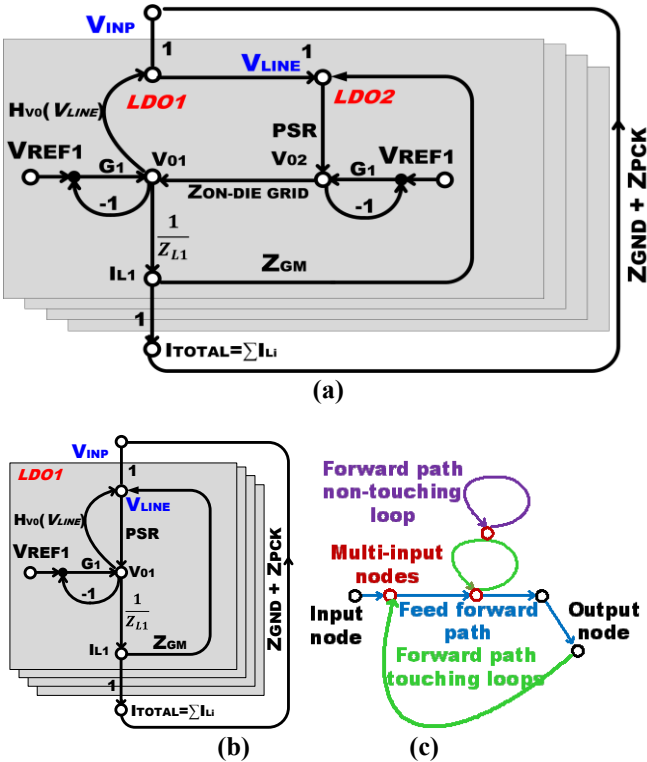 VINP
1
VLINE
1
LDO1
LDO2
HV0(VLINE)
PSR
VREF1
G1
V01
V02
G1
VREF1
-1
ZON-DIE GRID
-1
1
ZL1
IL1
ZGM
1
ITOTAL=∑ILi
ZGND + ZPCK
(a)
LDO1
VINP
1
VLINE
HV0(VLINE)
PSR
VREF1
G1
V01
-1
1
ZL1
IL1
ZGM
1
ITOTAL=∑ILi
ZGND + ZPCK
(b)
Forward path
non-touching
loop
Multi-input
nodes
Input
node
Feed forward
path
Output
node
Forward path
touching loops
(c)